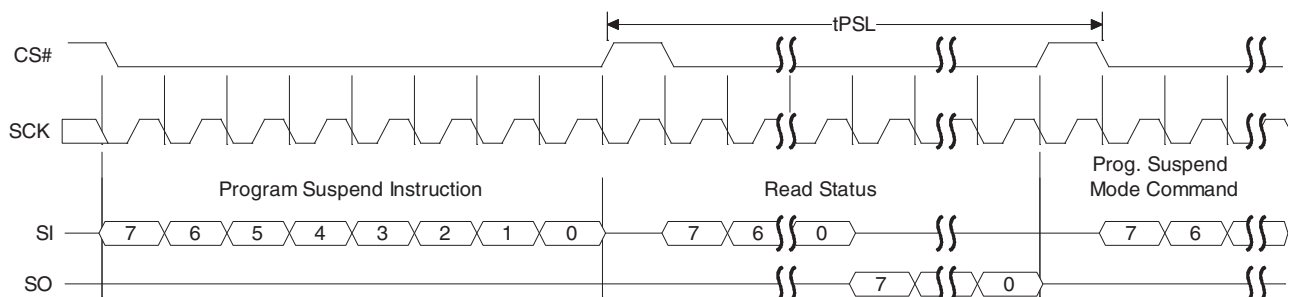 tPSL
CS#
SCK
Prog. Suspend
Program Suspend Instruction Read Status Mode Command
SI 7 6 5 4 3 2 1 0 7 6 0 7 6
SO 7 0